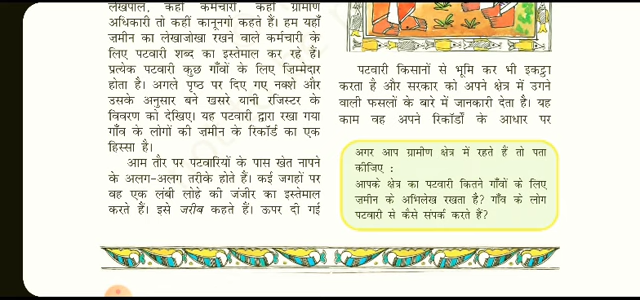 लेखपाल, कहीं कर्मचारी, कहीं ग्रामीण
अधिकारी तो कहीं कानूनगो कहते हैं। हम यहाँ
ज़मीन का लेखाजोखा रखने वाले कर्मचारी के
लिए पटवारी शब्द का इस्तेमाल कर रहे हैं।
प्रत्येक पटवारी कुछ गाँवों के लिए ज़िम्मेदार
होता है। अगले पृष्ठ पर दिए गए नक्शे और
उसके अनुसार बने खसरे यानी रजिस्टर के
विवरण को देखिए। यह पटवारी द्वारा रखा गया
गाँव के लोगों की ज़मीन के रिकॉर्ड का एक
हिस्सा है।
आम तौर पर पटवारियों के पास खेत नापने
के अलग-अलग तरीके होते हैं। कई जगहों पर
वह एक लंबी लोहे की जंजीर का इस्तेमाल
करते हैं। इसे जरीब कहते हैं। ऊपर दी गई
पटवारी किसानों से भूमि कर भी इकट्ठा
करता है और सरकार को अपने क्षेत्र में उगने
वाली फसलों के बारे में जानकारी देता है। यह
काम वह अपने रिकॉर्डों के आधार पर
अगर आप ग्रामीण क्षेत्र में रहते हैं तो पता
कीजिए :
आपके क्षेत्र का पटवारी कितने गाँवों के लिए
ज़मीन के अभिलेख रखता है? गाँव के लोग
पटवारी से कैसे संपर्क करते हैं?